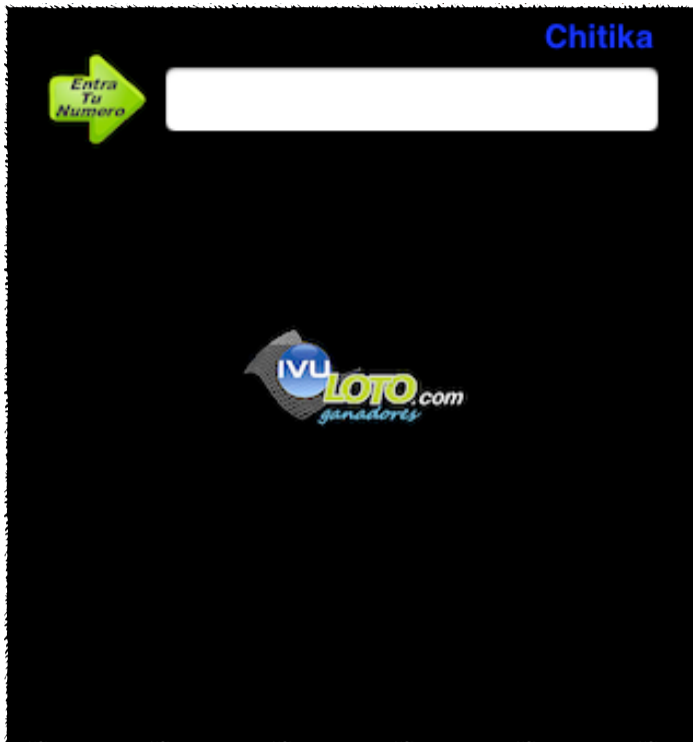 Chitika
Entra
Tu
Numero
IVU
LOTO.com
ganadores